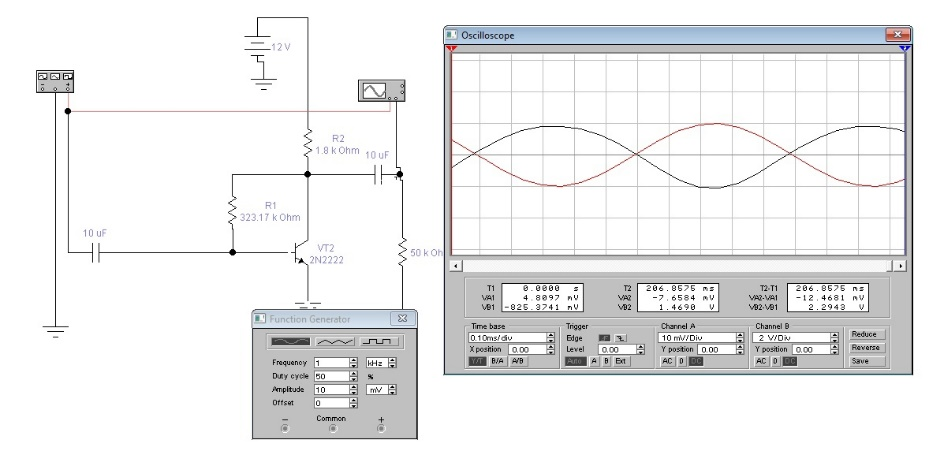 12 V
R2
1.8 k Ohm
10 uF
R1
323.17 k Ohm
10 uF
VT2
2N2222
50 k Oh
Function Generator
Frequency 1 kHz
Duty cycle 50 %
Amplitude 10 mV
Offset 0
− Common +
Oscilloscope
1 2
T1 0.0000 s
VA1 4.8097 mV
VB1 -825.3741 mV
T2 206.8575 ms
VA2 -7.6584 mV
VB2 1.4690 V
T2-T1 206.8575 ms
VA2-VA1 -12.4681 mV
VB2-VB1 2.2943 V
Time base
0.10ms/div
X position 0.00
Y/T B/A A/B
Trigger
Edge
Level 0.00
Auto A B Ext
Channel A
10 mV/Div
Y position 0.00
AC 0 DC
Channel B
2 V/Div
Y position 0.00
AC 0 DC
Reduce
Reverse
Save